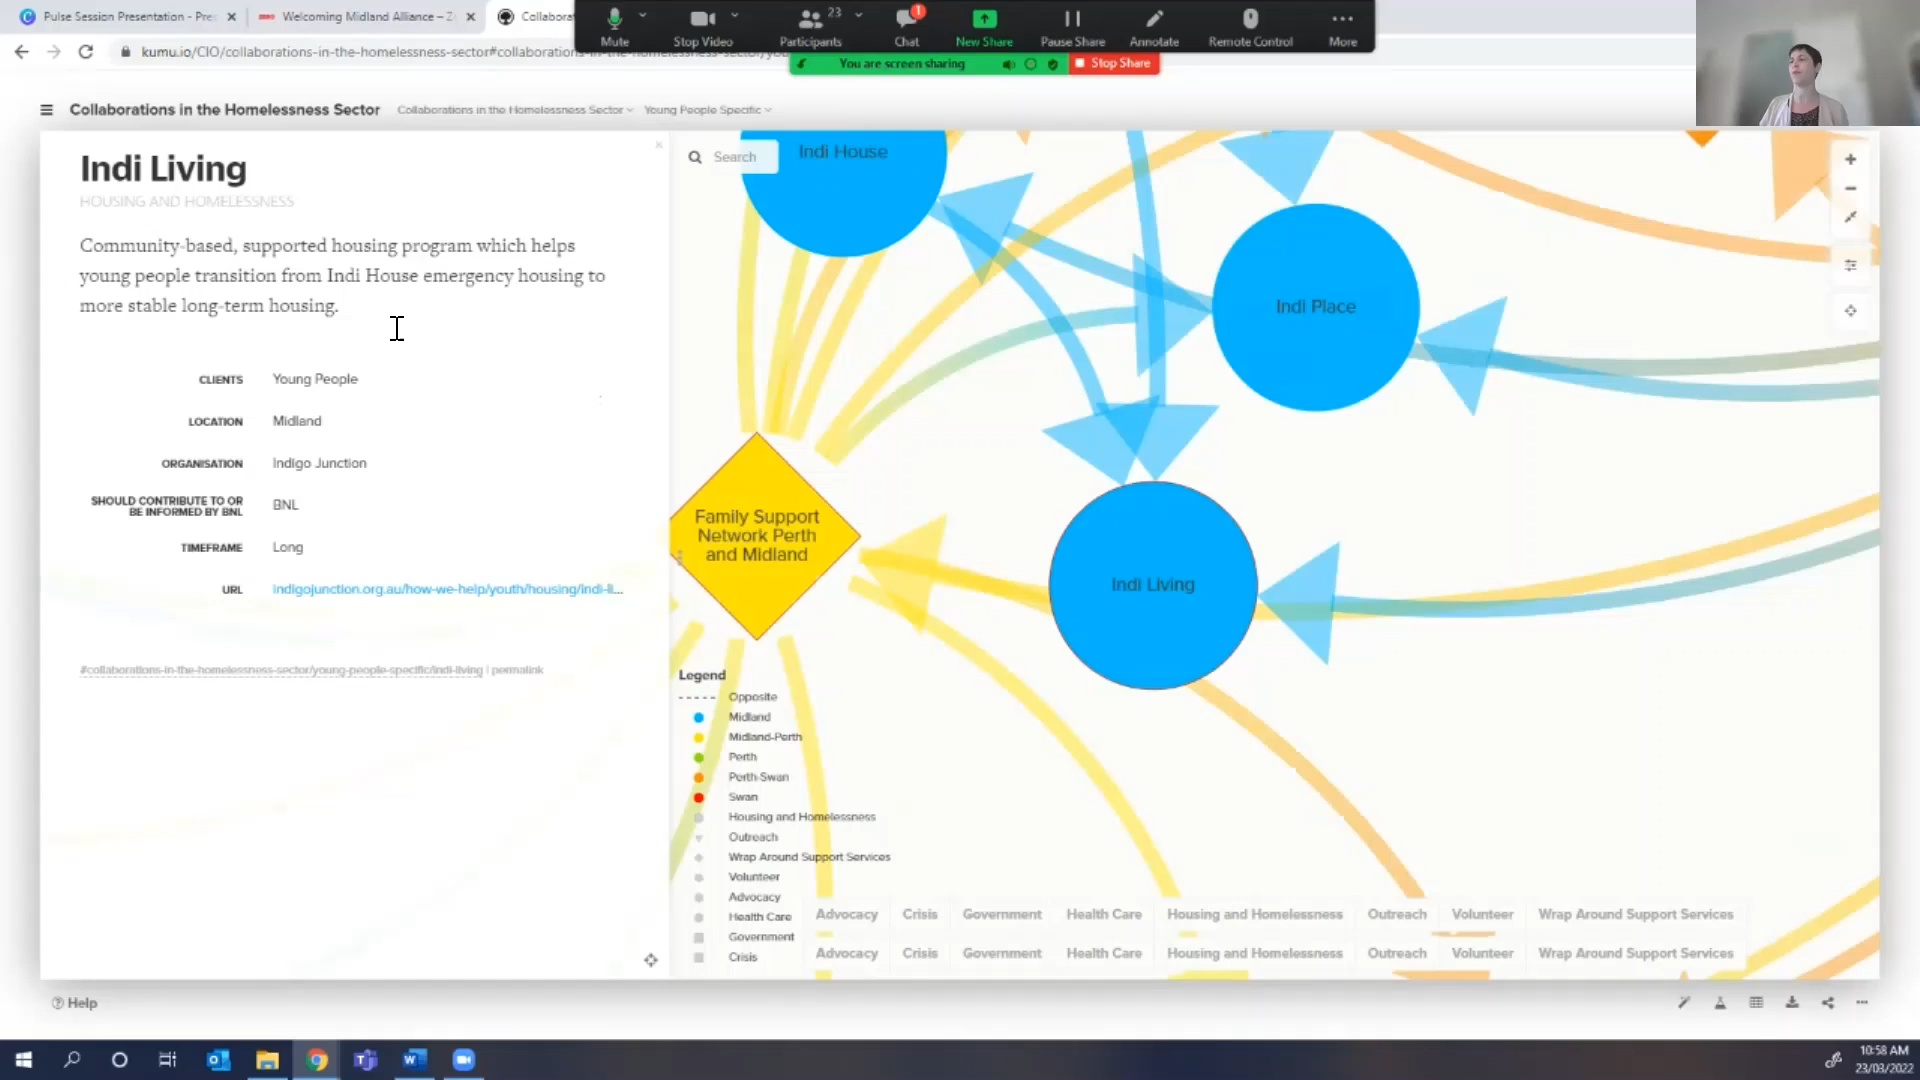 Pulse Session Presentation - Pre
Welcoming Midland Alliance – Z
Collabora
Mute
Stop Video
23
Participants
1
Chat
New Share
Pause Share
Annotate
Remote Control
More
kumu.io/CIO/collaborations-in-the-homelessness-sector#collaborations-in-the-homelessness-sector/yo
You are screen sharing
Stop Share
Collaborations in the Homelessness Sector
Collaborations in the Homelessness Sector
Young People Specific
Indi Living
HOUSING AND HOMELESSNESS
Community-based, supported housing program which helps
young people transition from Indi House emergency housing to
more stable long-term housing.
CLIENTS Young People
LOCATION Midland
ORGANISATION Indigo Junction
SHOULD CONTRIBUTE TO OR
BE INFORMED BY BNL
BNL
TIMEFRAME Long
URL indigojunction.org.au/how-we-help/youth/housing/indi-li...
#collaborations-in-the-homelessness-sector/young-people-specific/indi-living | permalink
Search
Indi House
Indi Place
Family Support
Network Perth
and Midland
Indi Living
Legend
Opposite
Midland
Midland-Perth
Perth
Perth-Swan
Swan
Housing and Homelessness
Outreach
Wrap Around Support Services
Volunteer
Advocacy
Health Care
Government
Crisis
Advocacy Crisis Government Health Care Housing and Homelessness Outreach Volunteer Wrap Around Support Services
Advocacy Crisis Government Health Care Housing and Homelessness Outreach Volunteer Wrap Around Support Services
Help
10:58 AM
23/03/2022